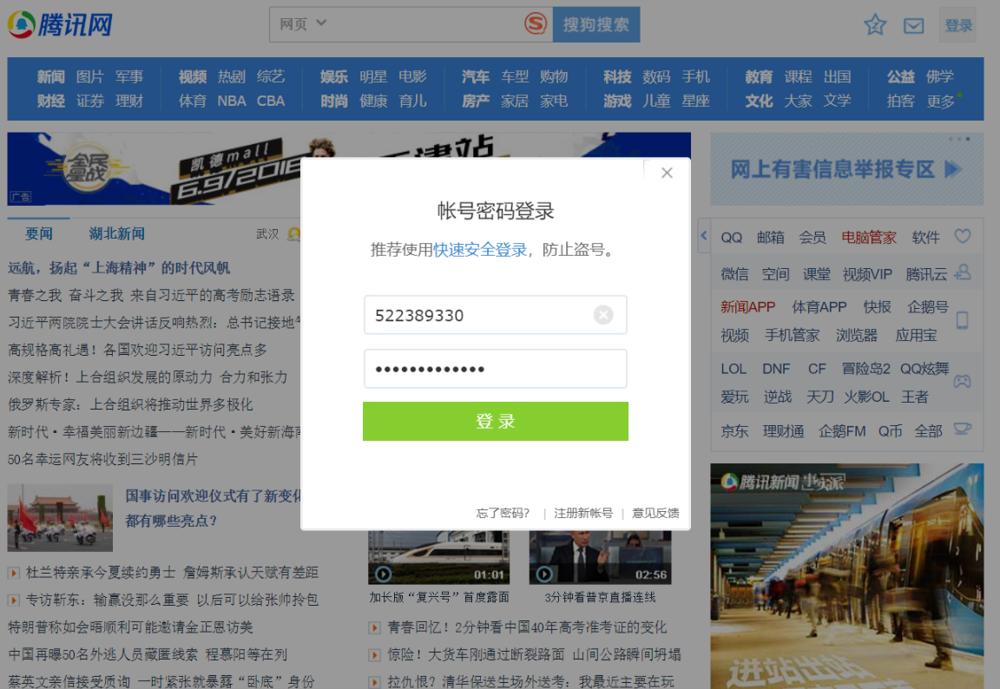 腾讯网
网页
搜狗搜索
登录
新闻 图片 军事
财经 证券 理财
视频 热剧 综艺
体育 NBA CBA
娱乐 明星 电影
时尚 健康 育儿
汽车 车型 购物
房产 家居 家电
科技 数码 手机
游戏 儿童 星座
教育 课程 出国
文化 大家 文学
公益 佛学
拍客 更多
全民
凯德mall
6.9/2018
天津站
广告
网上有害信息举报专区
要闻 湖北新闻 武汉
远航，扬起“上海精神”的时代风帆
青春之我 奋斗之我 来自习近平的高考励志语录
习近平两院院士大会讲话反响热烈：总书记接地
高规格高礼遇！各国欢迎习近平访问亮点多
深度解析！上合组织发展的原动力 合力和张力
俄罗斯专家：上合组织将推动世界多极化
新时代·幸福美丽新边疆——新时代·美好新海南
50名幸运网友将收到三沙明信片
国事访问欢迎仪式有了新变化
都有哪些亮点？
杜兰特亲承今夏续约勇士 詹姆斯承认天赋有差距
专访靳东：输赢没那么重要 以后可以给张帅拎包
特朗普称如会晤顺利可能邀请金正恩访美
中国再曝50名外逃人员藏匿线索 程慕阳等在列
蔡英文亲信接受质询 一时紧张就暴露“卧底”身份
帐号密码登录
推荐使用快速安全登录，防止盗号。
522389330
•••••••••••••
登 录
忘了密码？ | 注册新帐号 | 意见反馈
01:01
02:56
加长版“复兴号”首度露面
3分钟看普京直播连线
青春回忆！2分钟看中国40年高考准考证的变化
惊险！大货车刚通过断裂路面 山间公路瞬间坍塌
拉仇恨？清华保送生场外送考：我最近主要在玩
QQ 邮箱 会员 电脑管家 软件
微信 空间 课堂 视频VIP 腾讯云
新闻APP 体育APP 快报 企鹅号
视频 手机管家 浏览器 应用宝
LOL DNF CF 冒险岛2 QQ炫舞
爱玩 逆战 天刀 火影OL 王者
京东 理财通 企鹅FM Q币 全部
腾讯新闻
进站出站